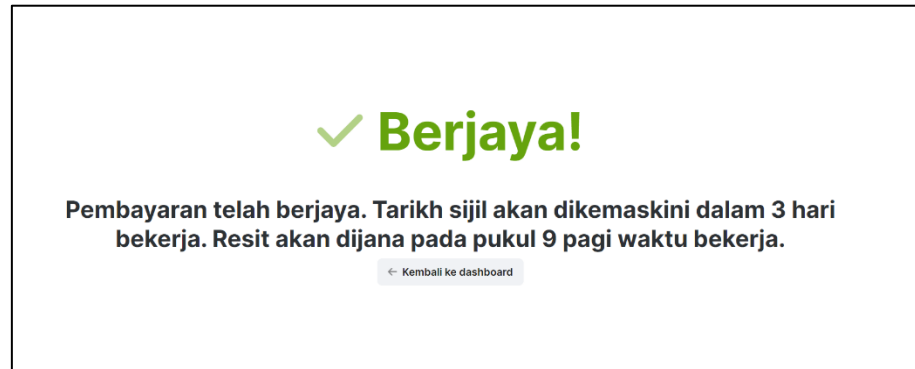 Berjaya!
Pembayaran telah berjaya. Tarikh sijil akan dikemaskini dalam 3 hari
bekerja. Resit akan dijana pada pukul 9 pagi waktu bekerja.
← Kembali ke dashboard